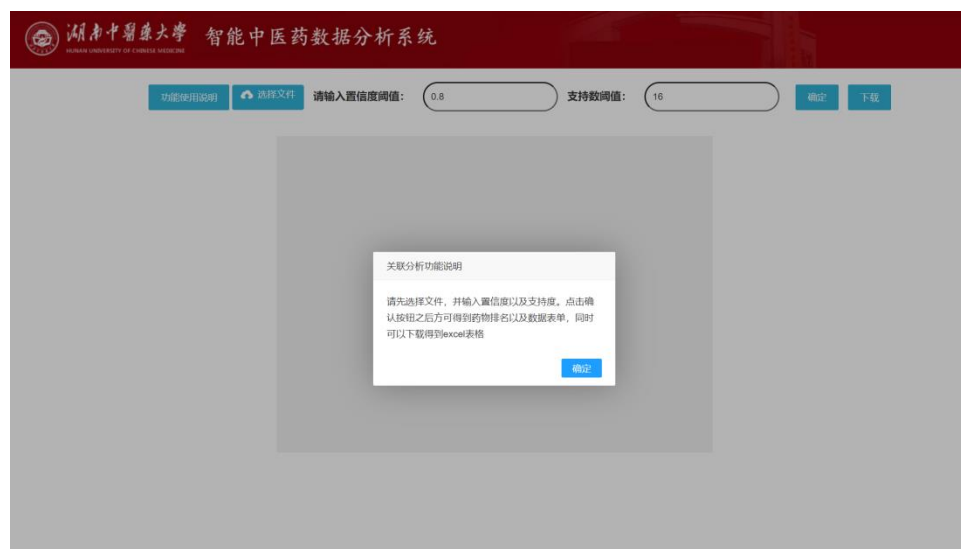 湖南中醫藥大學
HUNAN UNIVERSITY OF CHINESE MEDICINE
智能中医药数据分析系统
功能使用说明 选择文件 请输入置信度阈值: 0.8 支持数阈值: 16 确定 下载
关联分析功能说明
请先选择文件，并输入置信度以及支持度。点击确
认按钮之后方可得到药物排名以及数据表单，同时
可以下载得到excel表格
确定